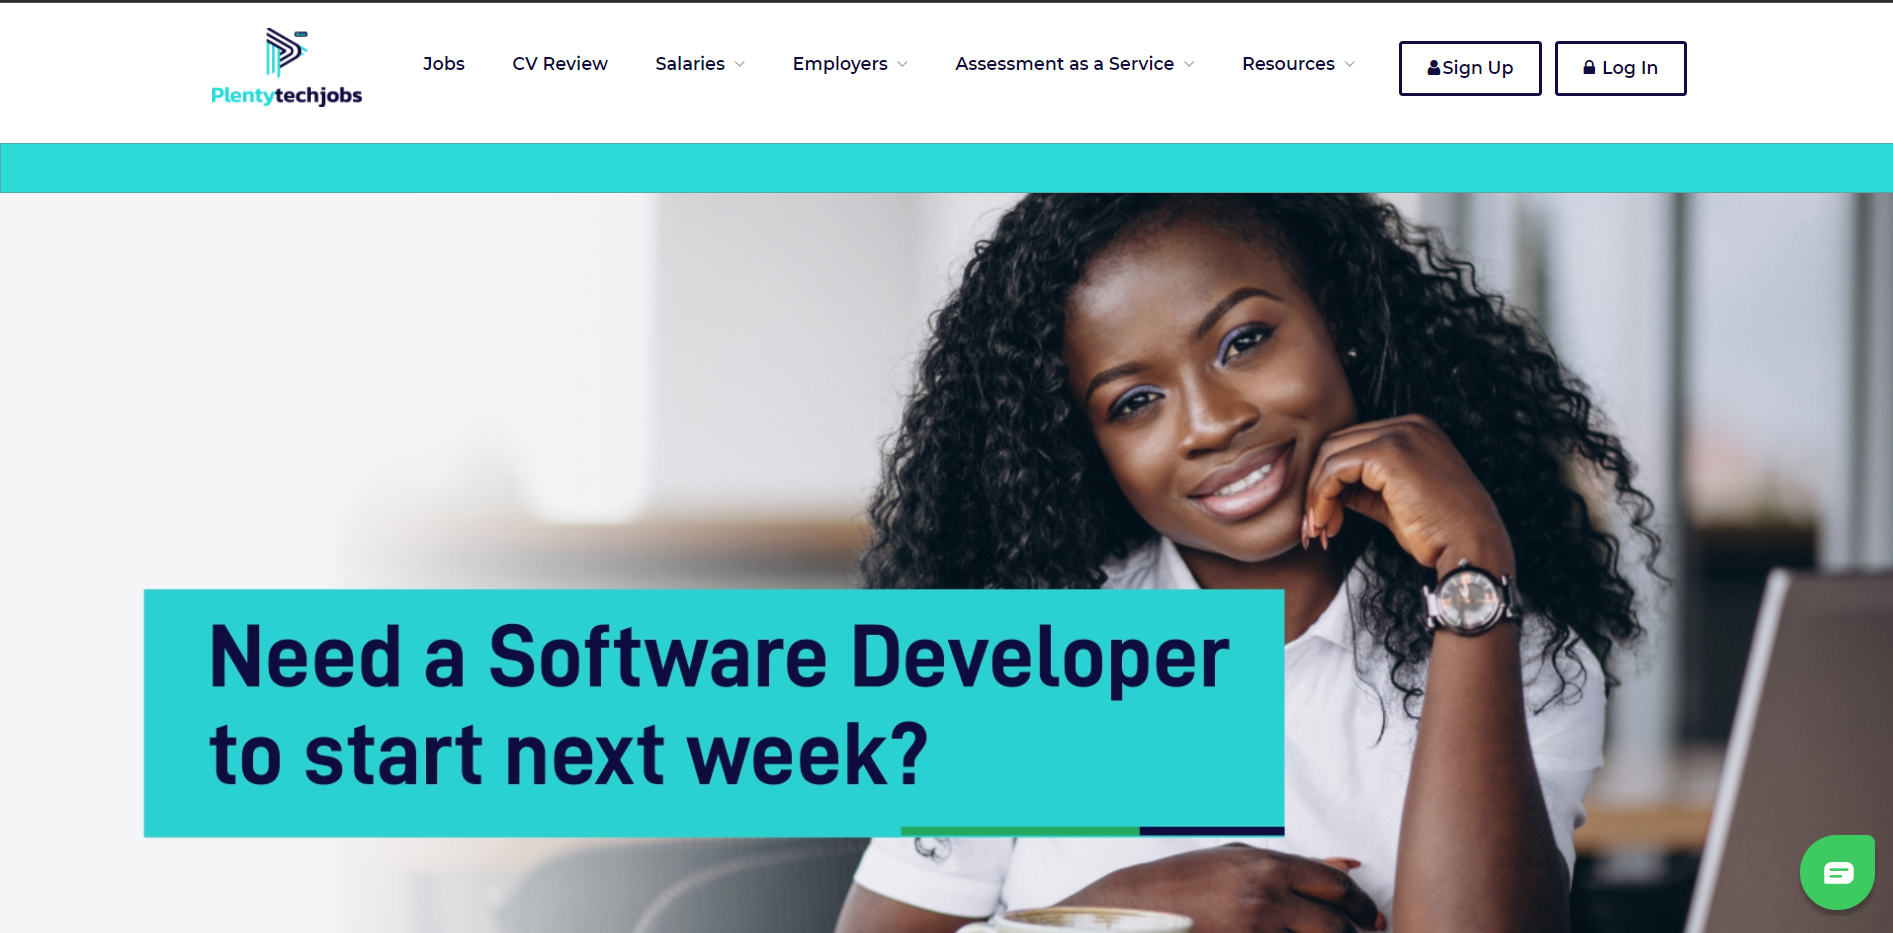 Plentytechjobs
Jobs
CV Review
Salaries
Employers
Assessment as a Service
Resources
Sign Up
Log In
Need a Software Developer
to start next week?